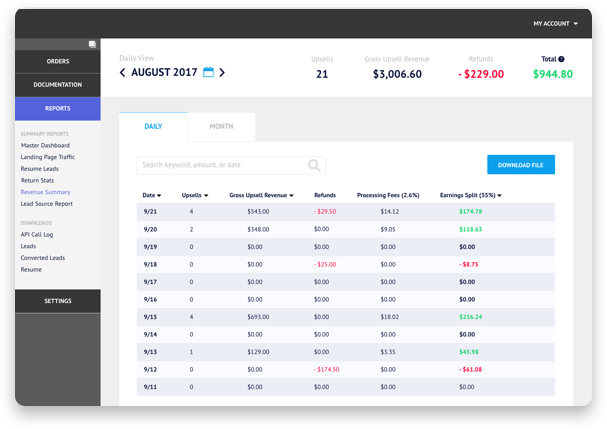 MY ACCOUNT
ORDERS
DOCUMENTATION
REPORTS
SUMMARY REPORTS
Master Dashboard
Landing Page Traffic
Resume Leads
Return Stats
Revenue Summary
Lead Source Report
DOWNLOADS
API Call Log
Leads
Converted Leads
Resume
SETTINGS
Daily View
AUGUST 2017
Upsells
21
Gross Upsell Revenue
$3,006.60
Refunds
- $229.00
Total ?
$944.80
DAILY
MONTH
Search keyword, amount, or date
DOWNLOAD FILE
Date Upsells Gross Upsell Revenue Refunds Processing Fees (2.6%) Earnings Split (35%)
9/21 4 $543.00 - $29.50 $14.12 $174.78
9/20 2 $348.00 $0.00 $9.05 $118.63
9/19 0 $0.00 $0.00 $0.00 $0.00
9/18 0 $0.00 - $25.00 $0.00 - $8.75
9/17 0 $0.00 $0.00 $0.00 $0.00
9/16 0 $0.00 $0.00 $0.00 $0.00
9/15 4 $693.00 $0.00 $18.02 $236.24
9/14 0 $0.00 $0.00 $0.00 $0.00
9/13 1 $129.00 $0.00 $3.35 $43.98
9/12 0 $0.00 - $174.50 $0.00 - $61.08
9/11 0 $0.00 $0.00 $0.00 $0.00